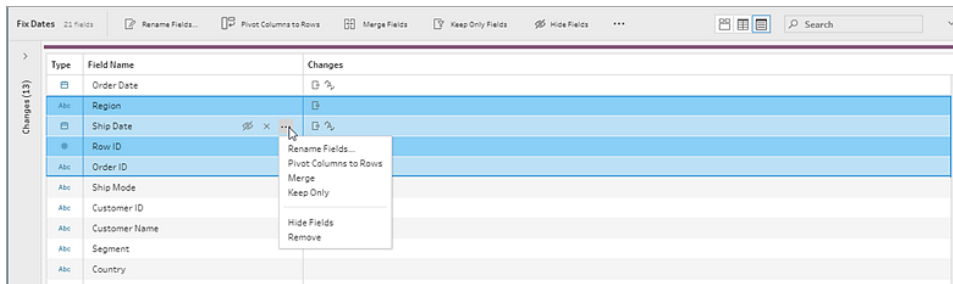 Fix Dates 21 fields Rename Fields... Pivot Columns to Rows Merge Fields Keep Only Fields Hide Fields ... Search
Changes (13)
Type Field Name Changes
Order Date
Abc Region
Ship Date
Row ID
Abc Order ID
Abc Ship Mode
Abc Customer ID
Abc Customer Name
Abc Segment
Abc Country
Rename Fields...
Pivot Columns to Rows
Merge
Keep Only
Hide Fields
Remove